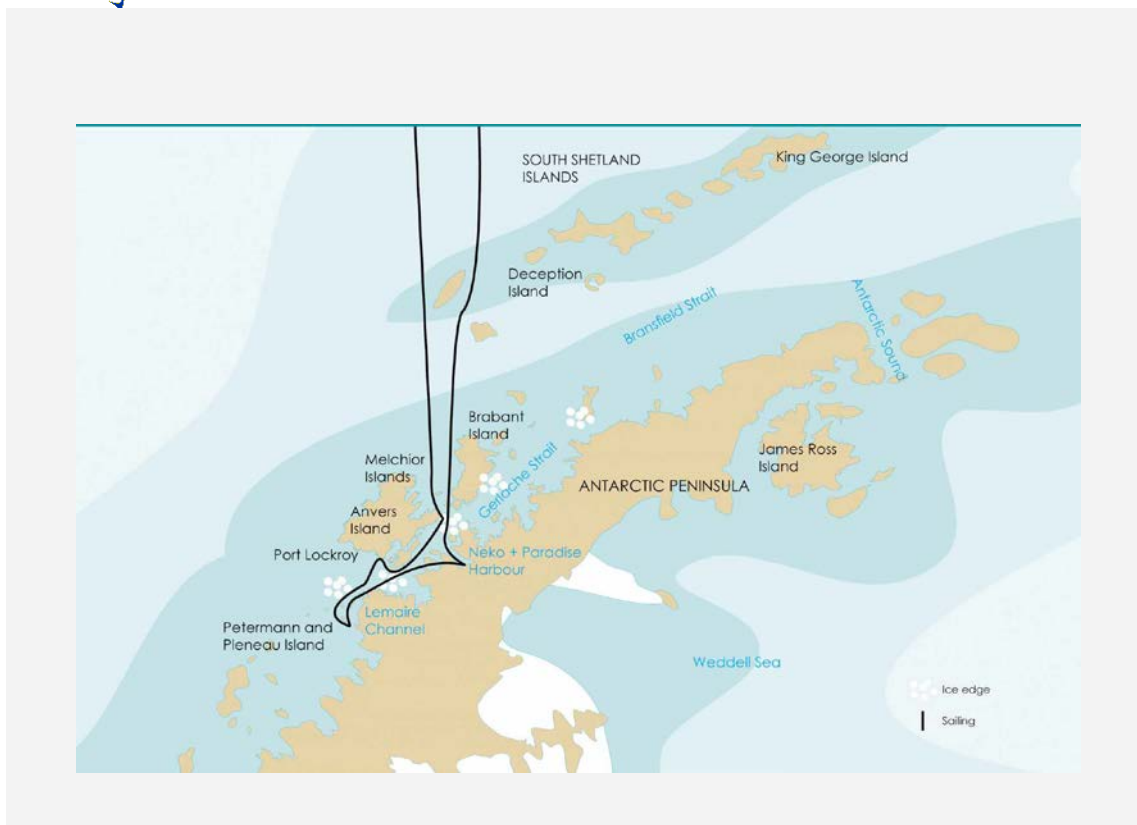 SOUTH SHETLAND
ISLANDS
King George Island
Deception
Island
Bransfield Strait
Antarctic Sound
Brabant
Island
Gerlache Strait
Melchior
Islands
James Ross
Island
ANTARCTIC PENINSULA
Anvers
Island
Port Lockroy
Neko + Paradise
Harbour
Lemaire
Channel
Petermann and
Pleneau Island
Weddell Sea
Ice edge
Sailing